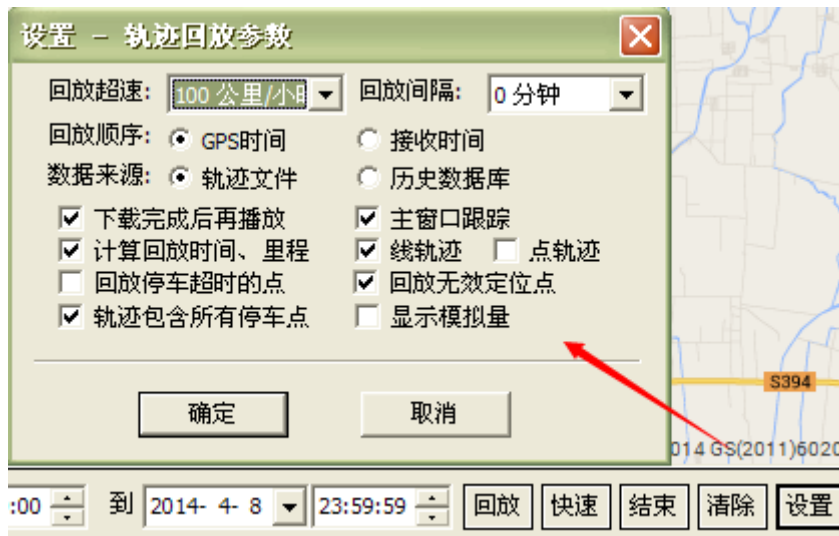 设置 - 轨迹回放参数
回放超速: 100 公里/小时 回放间隔: 0 分钟
回放顺序: GPS时间 接收时间
数据来源: 轨迹文件 历史数据库
下载完成后再播放 主窗口跟踪
计算回放时间、里程 线轨迹 点轨迹
回放停车超时的点 回放无效定位点
轨迹包含所有停车点 显示模拟量
S394
确定 取消
014 GS(2011)6020
:00 到 2014- 4- 8 23:59:59 回放 快速 结束 清除 设置